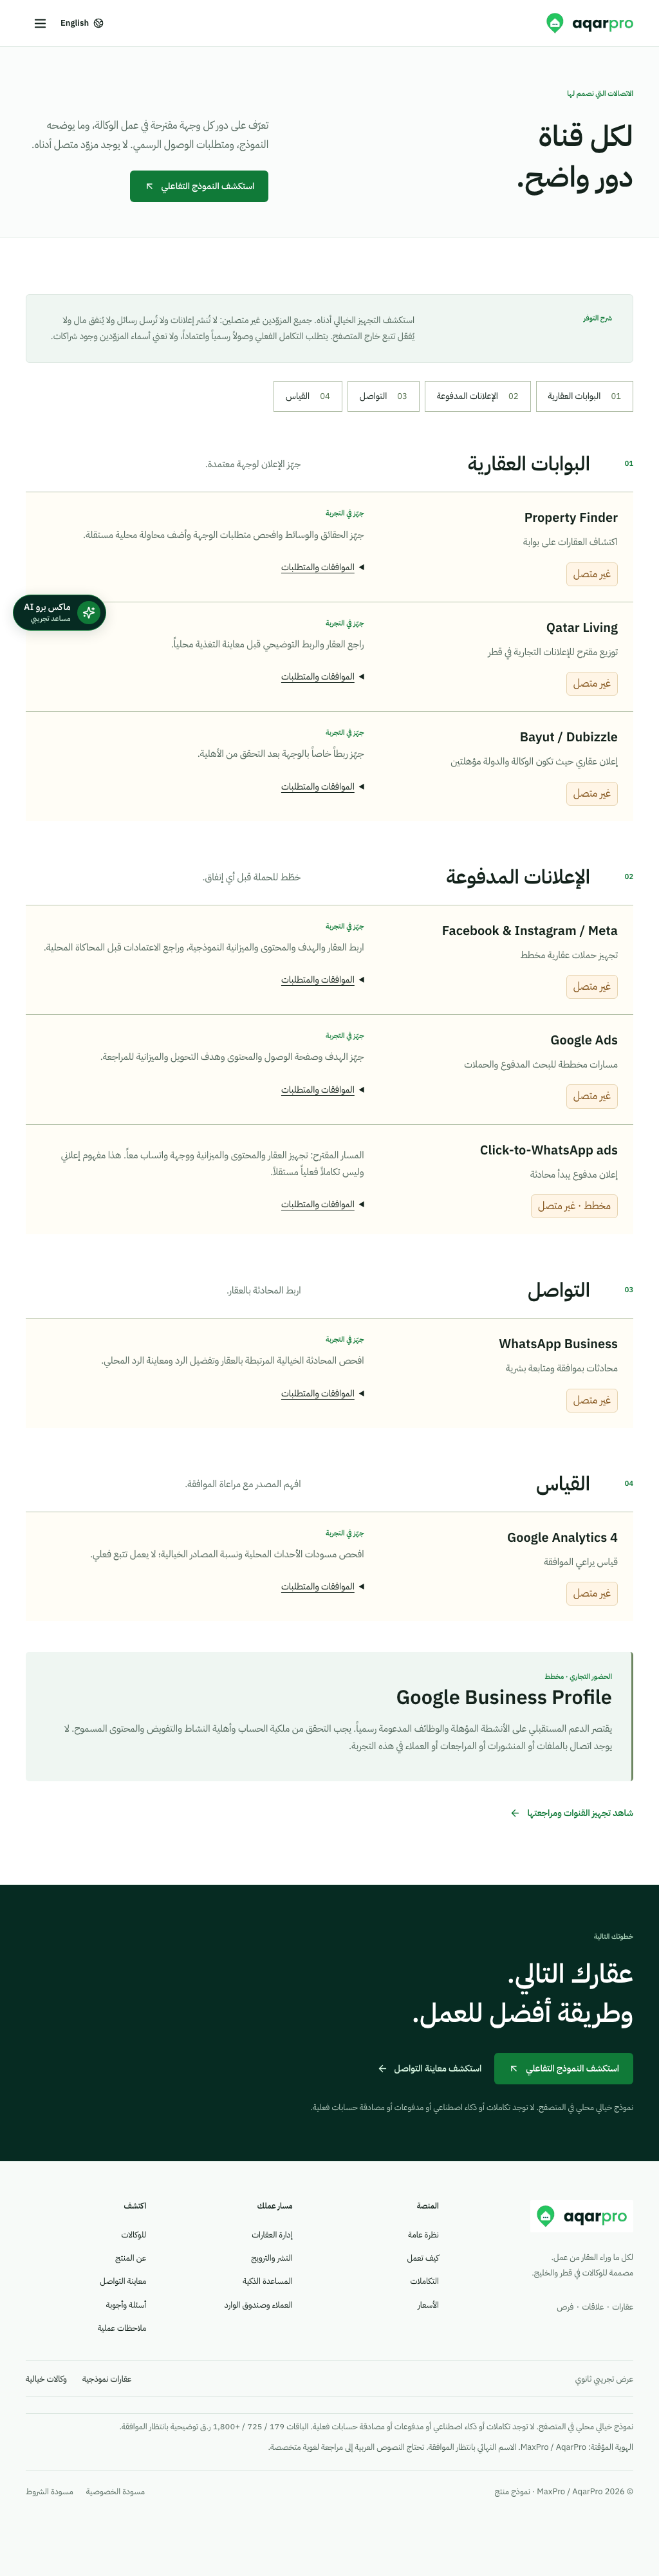 aqarpro
English
الاتصالات التي نصمم لها
لكل قناة
دور واضح.
تعرّف على دور كل وجهة مقترحة في عمل الوكالة، وما يوضحه
النموذج، ومتطلبات الوصول الرسمي. لا يوجد مزوّد متصل أدناه.
استكشف النموذج التفاعلي
شرح التوفر
استكشف التجهيز الخيالي أدناه. جميع المزوّدين غير متصلين: لا تُنشر إعلانات ولا تُرسل رسائل ولا يُنفق مال ولا
يُفعّل تتبع خارج المتصفح. يتطلب التكامل الفعلي وصولاً رسمياً واعتماداً، ولا تعني أسماء المزوّدين وجود شراكات.
01 البوابات العقارية
02 الإعلانات المدفوعة
03 التواصل
04 القياس
01
البوابات العقارية
جهّز الإعلان لوجهة معتمدة.
Property Finder
اكتشاف العقارات على بوابة
غير متصل
جهّز في التجربة
جهّز الحقائق والوسائط وافحص متطلبات الوجهة وأضف محاولة محلية مستقلة.
الموافقات والمتطلبات
ماكس برو AI
مساعد تجريبي
Qatar Living
توزيع مقترح للإعلانات التجارية في قطر
غير متصل
جهّز في التجربة
راجع العقار والربط التوضيحي قبل معاينة التغذية محلياً.
الموافقات والمتطلبات
Bayut / Dubizzle
إعلان عقاري حيث تكون الوكالة والدولة مؤهلتين
غير متصل
جهّز في التجربة
جهّز ربطاً خاصاً بالوجهة بعد التحقق من الأهلية.
الموافقات والمتطلبات
02
الإعلانات المدفوعة
خطّط للحملة قبل أي إنفاق.
Facebook & Instagram / Meta
تجهيز حملات عقارية مخطط
غير متصل
جهّز في التجربة
اربط العقار والهدف والمحتوى والميزانية النموذجية، وراجع الاعتمادات قبل المحاكاة المحلية.
الموافقات والمتطلبات
Google Ads
مسارات مخططة للبحث المدفوع والحملات
غير متصل
جهّز في التجربة
جهّز الهدف وصفحة الوصول والمحتوى وهدف التحويل والميزانية للمراجعة.
الموافقات والمتطلبات
Click-to-WhatsApp ads
إعلان مدفوع يبدأ محادثة
مخطط · غير متصل
المسار المقترح: تجهيز العقار والمحتوى والميزانية ووجهة واتساب معاً. هذا مفهوم إعلاني
وليس تكاملاً فعلياً مستقلاً.
الموافقات والمتطلبات
03
التواصل
اربط المحادثة بالعقار.
WhatsApp Business
محادثات بموافقة ومتابعة بشرية
غير متصل
جهّز في التجربة
افحص المحادثة الخيالية المرتبطة بالعقار وتفضيل الرد ومعاينة الرد المحلي.
الموافقات والمتطلبات
04
القياس
افهم المصدر مع مراعاة الموافقة.
Google Analytics 4
قياس يراعي الموافقة
غير متصل
جهّز في التجربة
افحص مسودات الأحداث المحلية ونسبة المصادر الخيالية؛ لا يعمل تتبع فعلي.
الموافقات والمتطلبات
الحضور التجاري · مخطط
Google Business Profile
يقتصر الدعم المستقبلي على الأنشطة المؤهلة والوظائف المدعومة رسمياً. يجب التحقق من ملكية الحساب وأهلية النشاط والتفويض والمحتوى المسموح. لا
يوجد اتصال بالملفات أو المنشورات أو المراجعات أو العملاء في هذه التجربة.
شاهد تجهيز القنوات ومراجعتها
خطوتك التالية
عقارك التالي.
وطريقة أفضل للعمل.
استكشف النموذج التفاعلي
استكشف معاينة التواصل
نموذج خيالي محلي في المتصفح. لا توجد تكاملات أو ذكاء اصطناعي أو مدفوعات أو مصادقة حسابات فعلية.
aqarpro
لكل ما وراء العقار من عمل.
مصممة للوكالات في قطر والخليج.
عقارات · علاقات · فرص
المنصة
نظرة عامة
كيف تعمل
التكاملات
الأسعار
مسار عملك
إدارة العقارات
النشر والترويج
المساعدة الذكية
العملاء وصندوق الوارد
اكتشف
للوكالات
عن المنتج
معاينة التواصل
أسئلة وأجوبة
ملاحظات عملية
عرض تجريبي ثانوي
عقارات نموذجية
وكالات خيالية
نموذج خيالي محلي في المتصفح. لا توجد تكاملات أو ذكاء اصطناعي أو مدفوعات أو مصادقة حسابات فعلية. الباقات 179 / 725 / +1,800 ر.ق توضيحية بانتظار الموافقة.
الهوية المؤقتة: MaxPro / AqarPro. الاسم النهائي بانتظار الموافقة. تحتاج النصوص العربية إلى مراجعة لغوية متخصصة.
© 2026 MaxPro / AqarPro · نموذج منتج
مسودة الخصوصية
مسودة الشروط